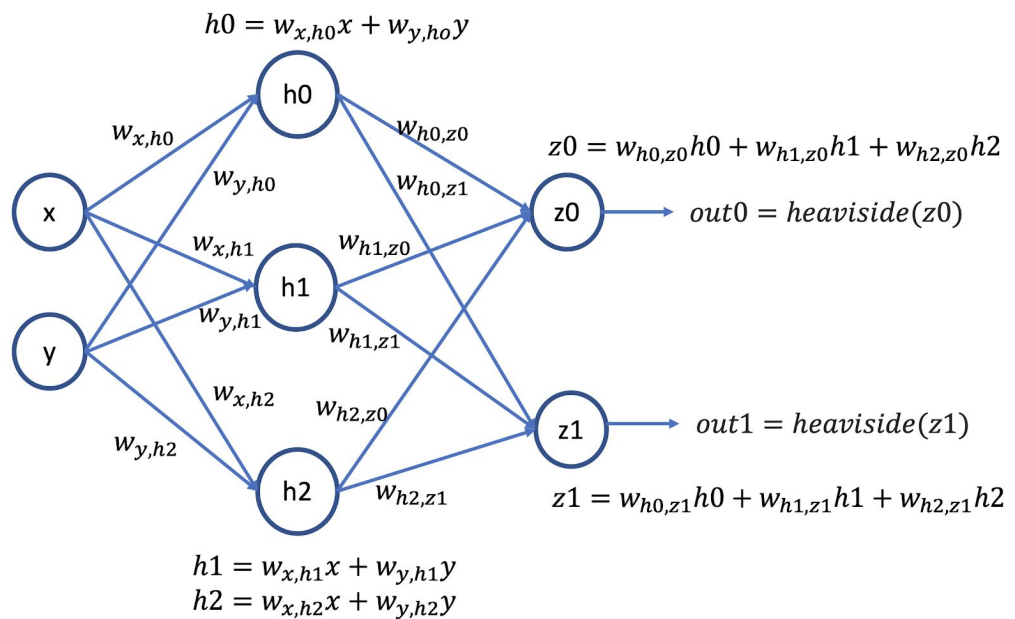 h0 = w_{x,h0}x + w_{y,ho}y
h0
w_{x,h0}
w_{h0,z0}
z0 = w_{h0,z0}h0 + w_{h1,z0}h1 + w_{h2,z0}h2
w_{y,h0}
w_{h0,z1}
x
z0
out0 = heaviside(z0)
w_{x,h1}
w_{h1,z0}
h1
w_{y,h1}
w_{h1,z1}
y
w_{x,h2}
w_{h2,z0}
z1
out1 = heaviside(z1)
w_{y,h2}
h2
w_{h2,z1}
z1 = w_{h0,z1}h0 + w_{h1,z1}h1 + w_{h2,z1}h2
h1 = w_{x,h1}x + w_{y,h1}y
h2 = w_{x,h2}x + w_{y,h2}y